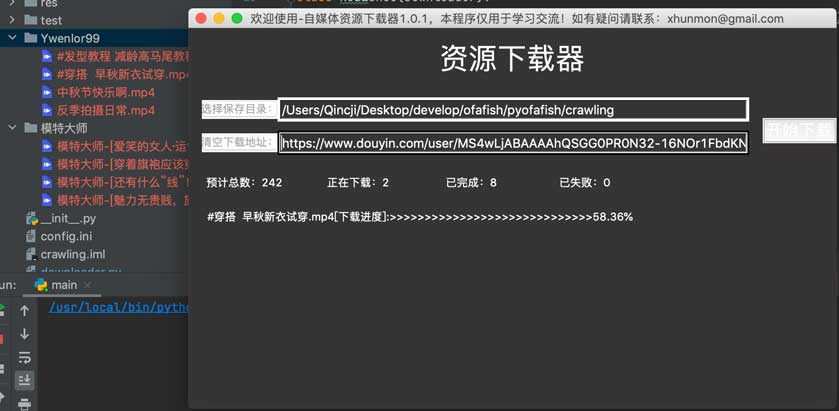 res
test
Ywenlor99
#发型教程 减龄高马尾教程
#穿搭 早秋新衣试穿.mp4
中秋节快乐啊.mp4
反季拍摄日常.mp4
模特大师
模特大师-[爱笑的女人·运
模特大师-[穿着旗袍应该
模特大师-[还有什么“线”
模特大师-[魅力无贵贱，
__init__.py
config.ini
crawling.iml
downloader.py
un:
main
/usr/local/bin/pytho
欢迎使用-自媒体资源下载器1.0.1，本程序仅用于学习交流！如有疑问请联系：xhunmon@gmail.com
资源下载器
选择保存目录：
/Users/Qincji/Desktop/develop/ofafish/pyofafish/crawling
清空下载地址：
https://www.douyin.com/user/MS4wLjABAAAAhQSGG0PR0N32-16NOr1FbdKN
开始下载
预计总数：242
正在下载：2
已完成：8
已失败：0
#穿搭 早秋新衣试穿.mp4[下载进度]:>>>>>>>>>>>>>>>>>>>>>>>>>>>>>58.36%